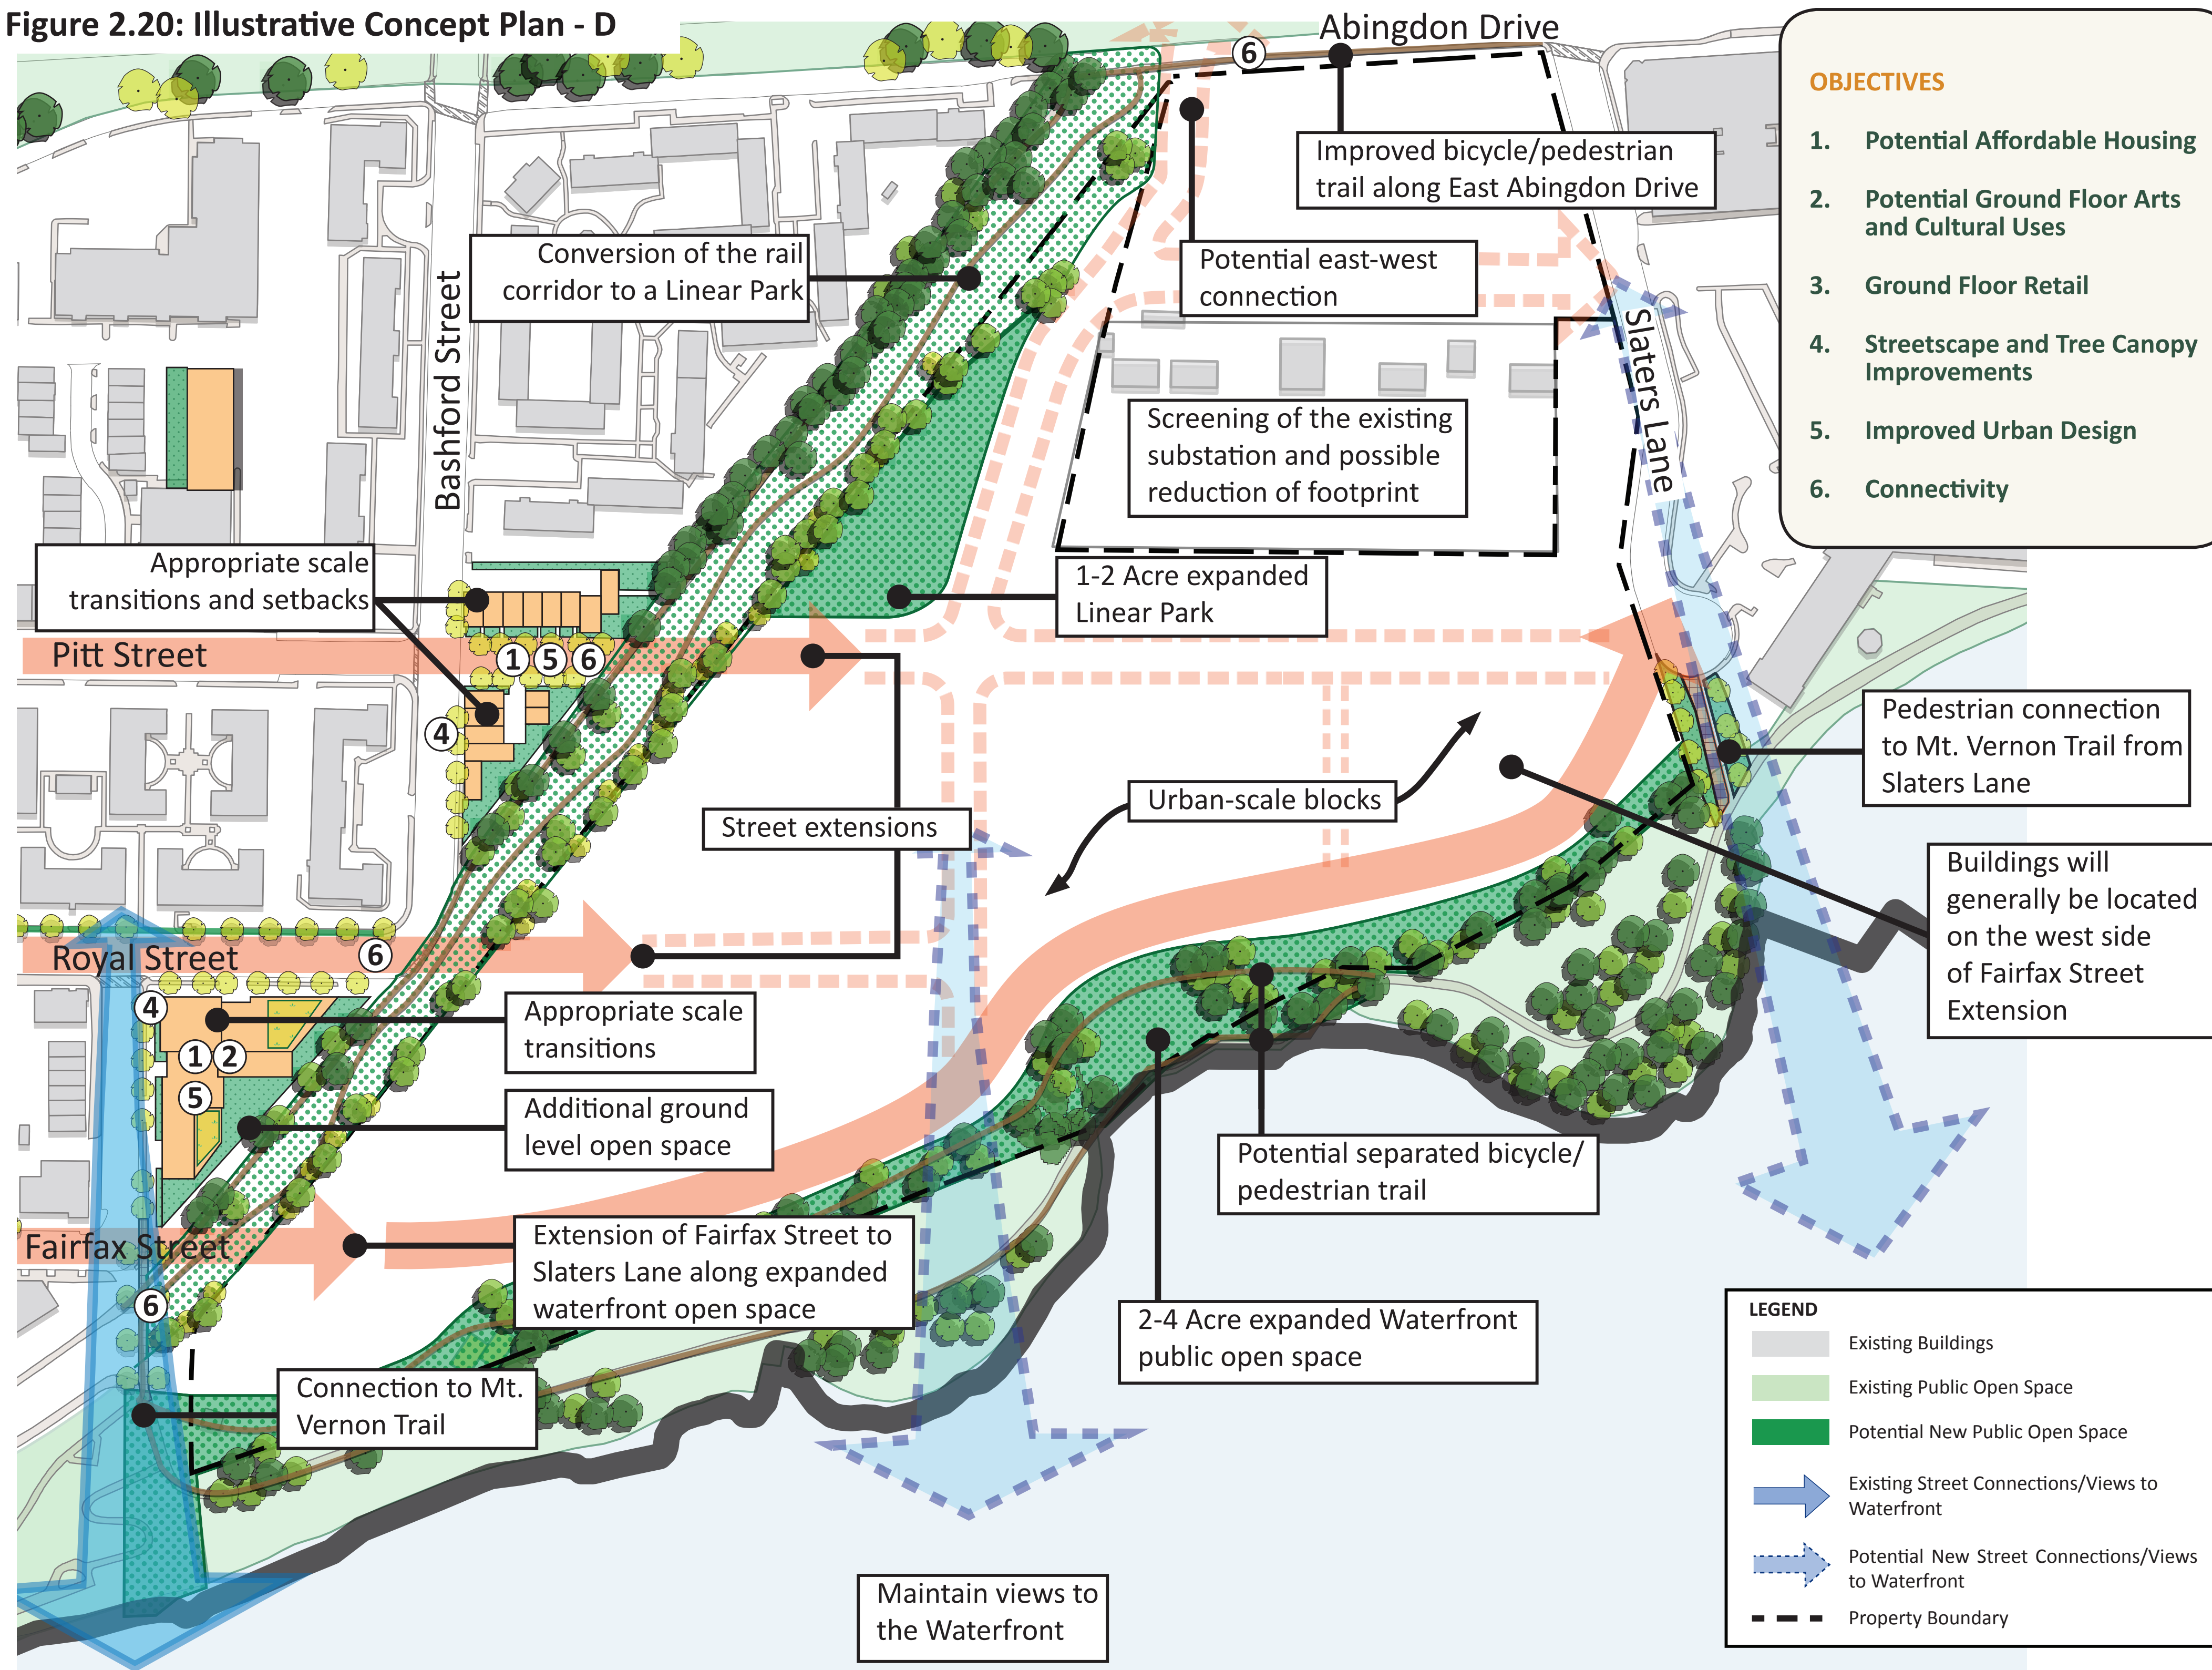 Figure 2.20: Illustrative Concept Plan - D
Abingdon Drive
6
Improved bicycle/pedestrian
trail along East Abingdon Drive
OBJECTIVES
1. Potential Affordable Housing
2. Potential Ground Floor Arts
and Cultural Uses
3. Ground Floor Retail
4. Streetscape and Tree Canopy
Improvements
5. Improved Urban Design
6. Connectivity
Conversion of the rail
corridor to a Linear Park
Potential east-west
connection
Bashford Street
Slaters Lane
Screening of the existing
substation and possible
reduction of footprint
Appropriate scale
transitions and setbacks
1-2 Acre expanded
Linear Park
Pitt Street
1 5 6
4
Pedestrian connection
to Mt. Vernon Trail from
Slaters Lane
Urban-scale blocks
Street extensions
Buildings will
generally be located
on the west side
of Fairfax Street
Extension
Royal Street
6
4
Appropriate scale
transitions
1 2
5
Additional ground
level open space
Potential separated bicycle/
pedestrian trail
Fairfax Street
Extension of Fairfax Street to
Slaters Lane along expanded
waterfront open space
6
2-4 Acre expanded Waterfront
public open space
Connection to Mt.
Vernon Trail
Maintain views to
the Waterfront
LEGEND
Existing Buildings
Existing Public Open Space
Potential New Public Open Space
Existing Street Connections/Views to
Waterfront
Potential New Street Connections/Views
to Waterfront
Property Boundary